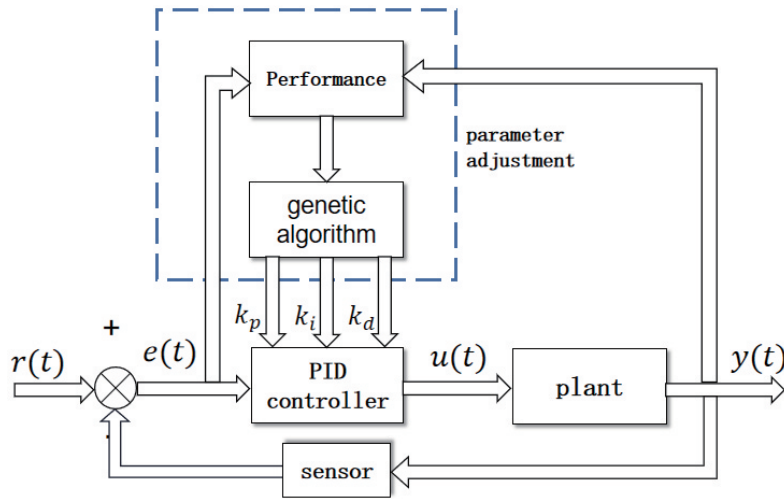 Performance
parameter
adjustment
genetic
algorithm
k_p
k_i
k_d
+
r(t)
e(t)
PID
controller
u(t)
plant
y(t)
sensor